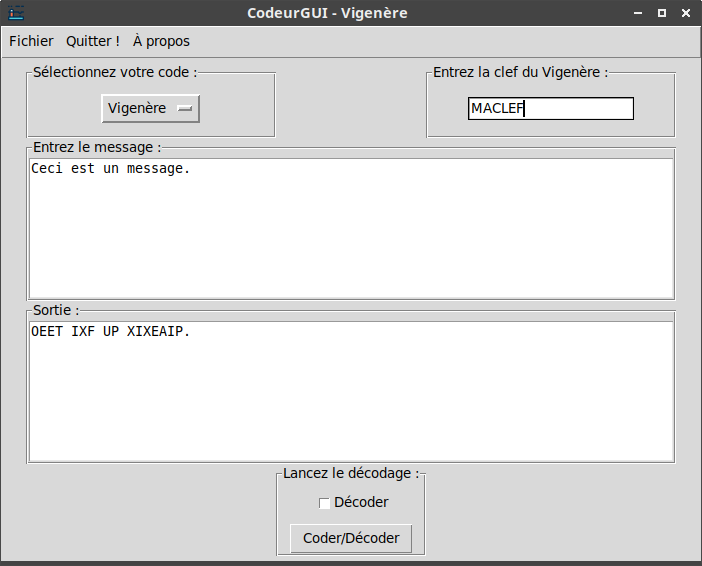 CodeurGUI - Vigenère
Fichier Quitter ! À propos
Sélectionnez votre code :
Vigenère
Entrez la clef du Vigenère :
MACLEF
Entrez le message :
Ceci est un message.
Sortie :
OEET IXF UP XIXEAIP.
Lancez le décodage :
Décoder
Coder/Décoder